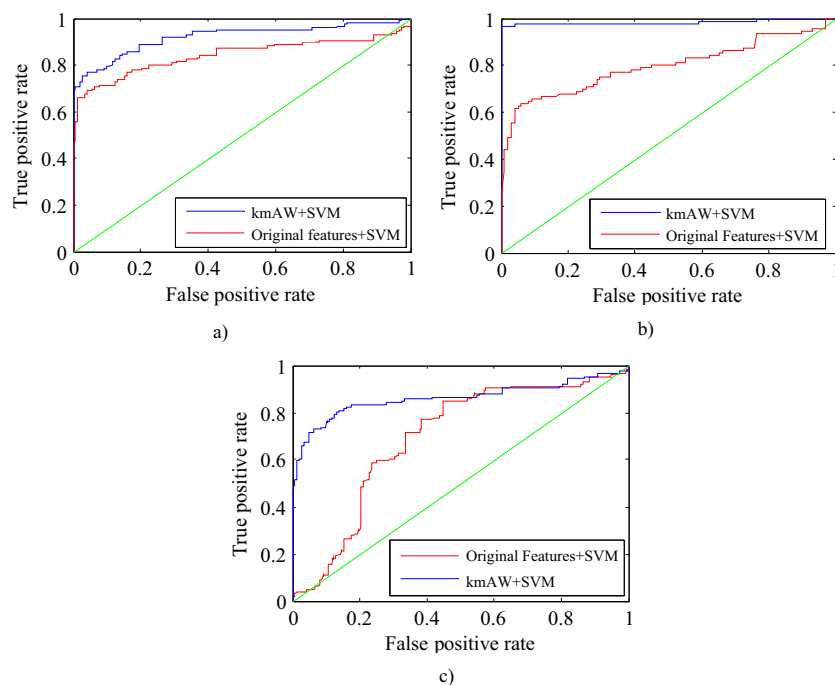 1
0.8
0.6
0.4
0.2
0
True positive rate
kmAW+SVM
Original features+SVM
0 0.2 0.4 0.6 0.8 1
False positive rate
a)
1
0.8
0.6
0.4
0.2
0
True positive rate
kmAW+SVM
Original Features+SVM
0 0.2 0.4 0.6 0.8 1
False positive rate
b)
1
0.8
0.6
0.4
0.2
0
True positive rate
Original Features+SVM
kmAW+SVM
0 0.2 0.4 0.6 0.8 1
False positive rate
c)